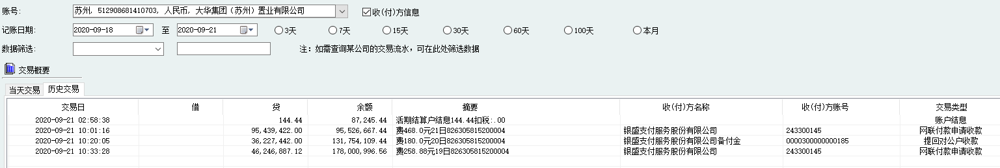 账号: 苏州, 512908681410703, 人民币, 大华集团（苏州）置业有限公司 收(付)方信息
记账日期: 2020-09-18 至 2020-09-21 3天 7天 15天 30天 60天 100天 本月
数据筛选: 注: 如需查询某公司的交易流水，可在此处筛选数据
交易概要
当天交易 历史交易
交易日 借 贷 余额 摘要 收(付)方名称 收(付)方账号 交易类型
2020-09-21 02:58:38 144.44 87,245.44 活期结算户结息144.44扣税:.00 账户结息
2020-09-21 10:01:16 95,439,422.00 95,526,667.44 费468.0元21日826305815200004 银盛支付服务股份有限公司 243300145 网联付款申请收款
2020-09-21 10:20:05 36,227,442.00 131,754,109.44 费180.0元20日826305815200004 银盛支付服务股份有限公司备付金 0000300000000185 提回对公户收款
2020-09-21 10:33:28 46,246,887.12 178,000,996.56 费258.88元19日826305815200004 银盛支付服务股份有限公司 243300145 网联付款申请收款